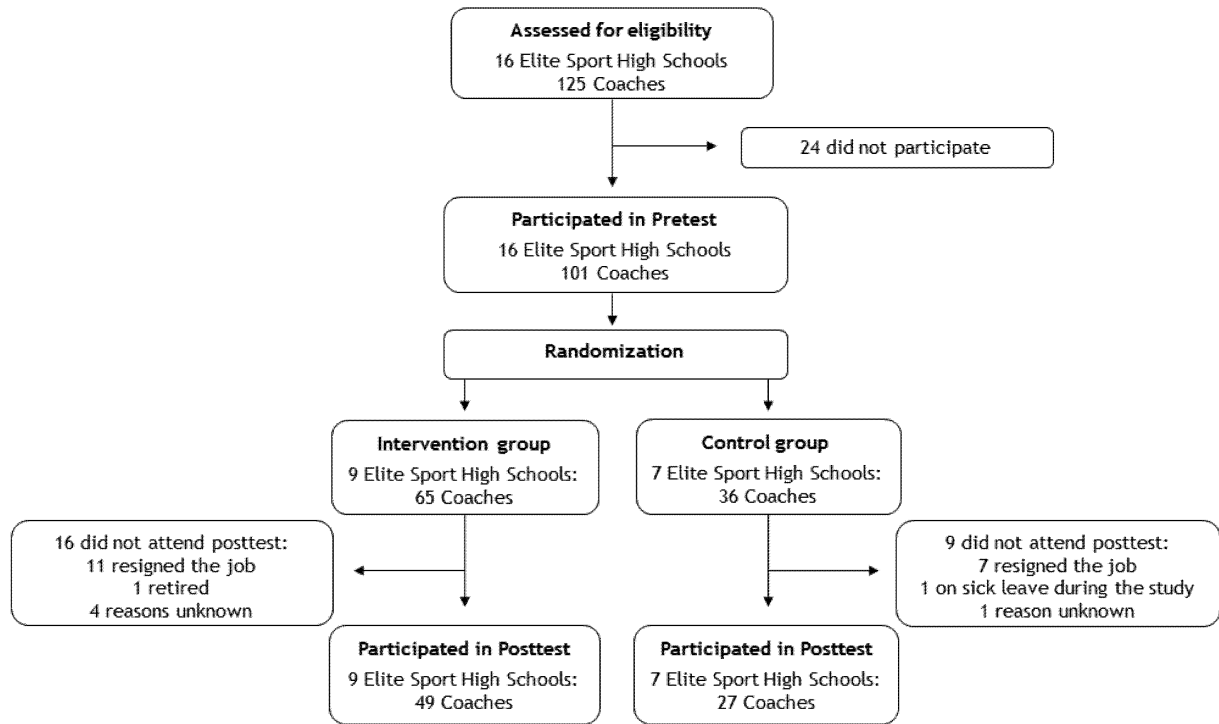 Assessed for eligibility
16 Elite Sport High Schools
125 Coaches
24 did not participate
Participated in Pretest
16 Elite Sport High Schools
101 Coaches
Randomization
Intervention group
9 Elite Sport High Schools:
65 Coaches
Control group
7 Elite Sport High Schools:
36 Coaches
16 did not attend posttest:
11 resigned the job
1 retired
4 reasons unknown
9 did not attend posttest:
7 resigned the job
1 on sick leave during the study
1 reason unknown
Participated in Posttest
9 Elite Sport High Schools:
49 Coaches
Participated in Posttest
7 Elite Sport High Schools:
27 Coaches